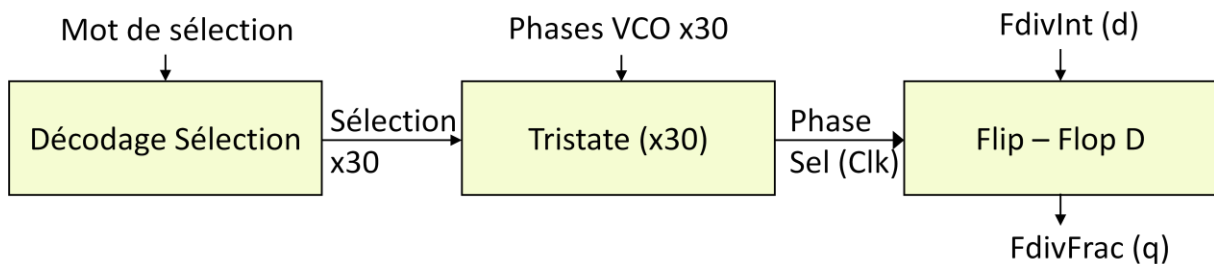 Mot de sélection
Phases VCO x30
FdivInt (d)
Décodage Sélection
Sélection
x30
Tristate (x30)
Phase
Sel (Clk)
Flip – Flop D
FdivFrac (q)